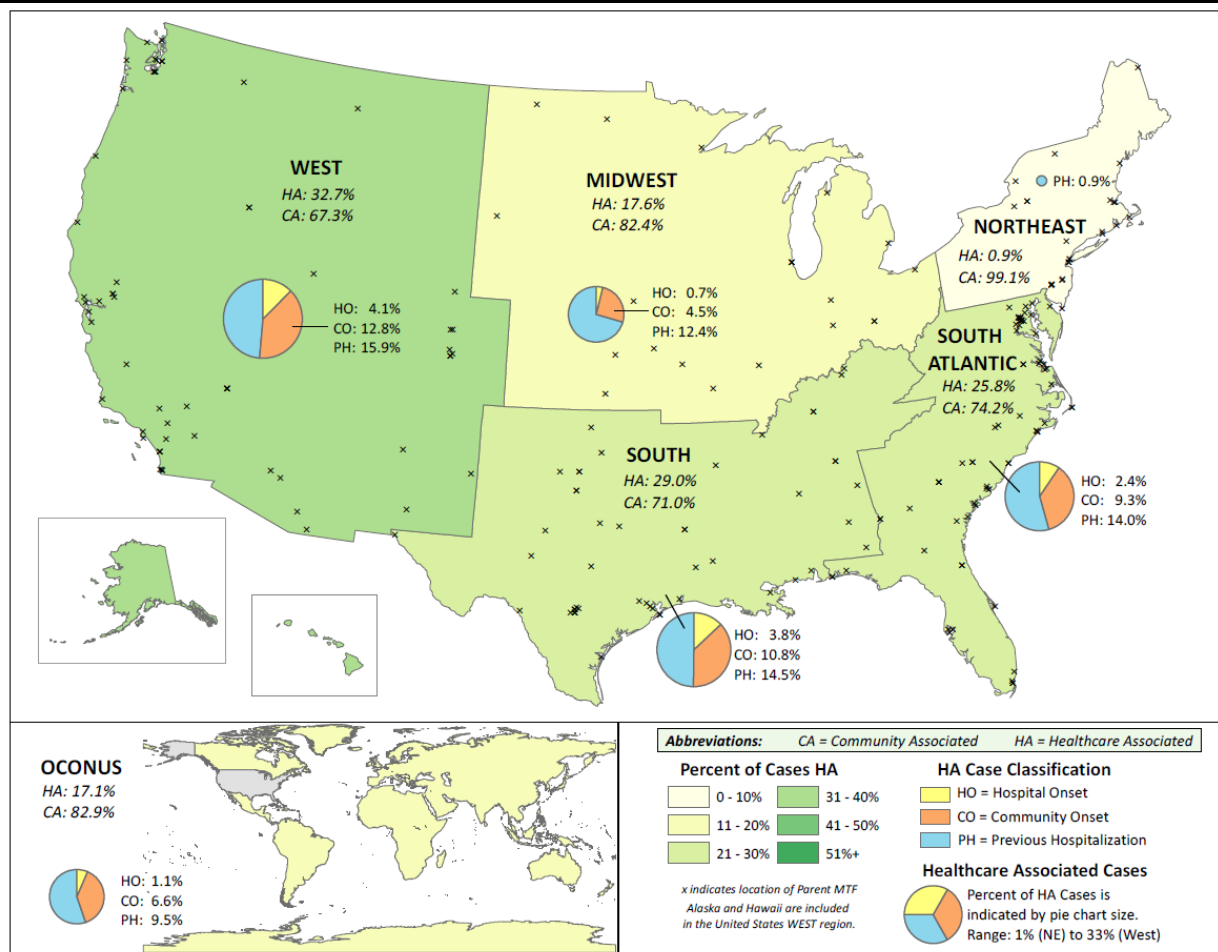 WEST
HA: 32.7%
CA: 67.3%
HO: 4.1%
CO: 12.8%
PH: 15.9%
MIDWEST
HA: 17.6%
CA: 82.4%
HO: 0.7%
CO: 4.5%
PH: 12.4%
PH: 0.9%
NORTHEAST
HA: 0.9%
CA: 99.1%
SOUTH
ATLANTIC
HA: 25.8%
CA: 74.2%
HO: 2.4%
CO: 9.3%
PH: 14.0%
SOUTH
HA: 29.0%
CA: 71.0%
HO: 3.8%
CO: 10.8%
PH: 14.5%
OCONUS
HA: 17.1%
CA: 82.9%
HO: 1.1%
CO: 6.6%
PH: 9.5%
Abbreviations: CA = Community Associated HA = Healthcare Associated
Percent of Cases HA
0 - 10%
11 - 20%
21 - 30%
31 - 40%
41 - 50%
51%+
x indicates location of Parent MTF
Alaska and Hawaii are included
in the United States WEST region.
HA Case Classification
HO = Hospital Onset
CO = Community Onset
PH = Previous Hospitalization
Healthcare Associated Cases
Percent of HA Cases is
indicated by pie chart size.
Range: 1% (NE) to 33% (West)